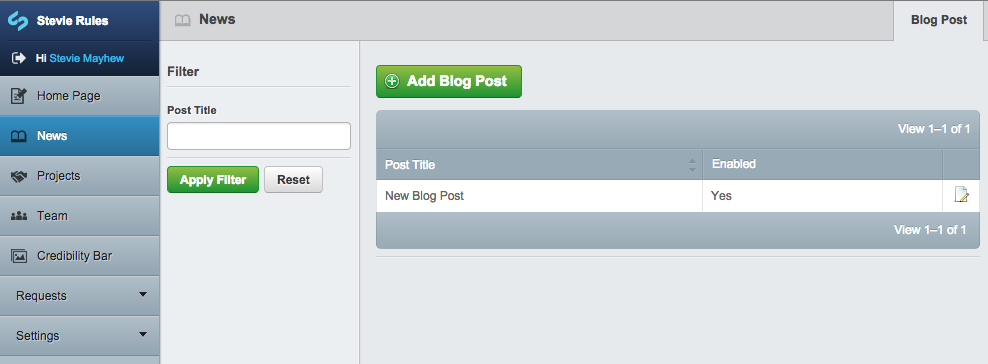 Stevie Rules
Hi Stevie Mayhew
Home Page
News
Projects
Team
Credibility Bar
Requests
Settings
News
Blog Post
Filter
Post Title
Apply Filter
Reset
Add Blog Post
View 1–1 of 1
Post Title
Enabled
New Blog Post
Yes
View 1–1 of 1